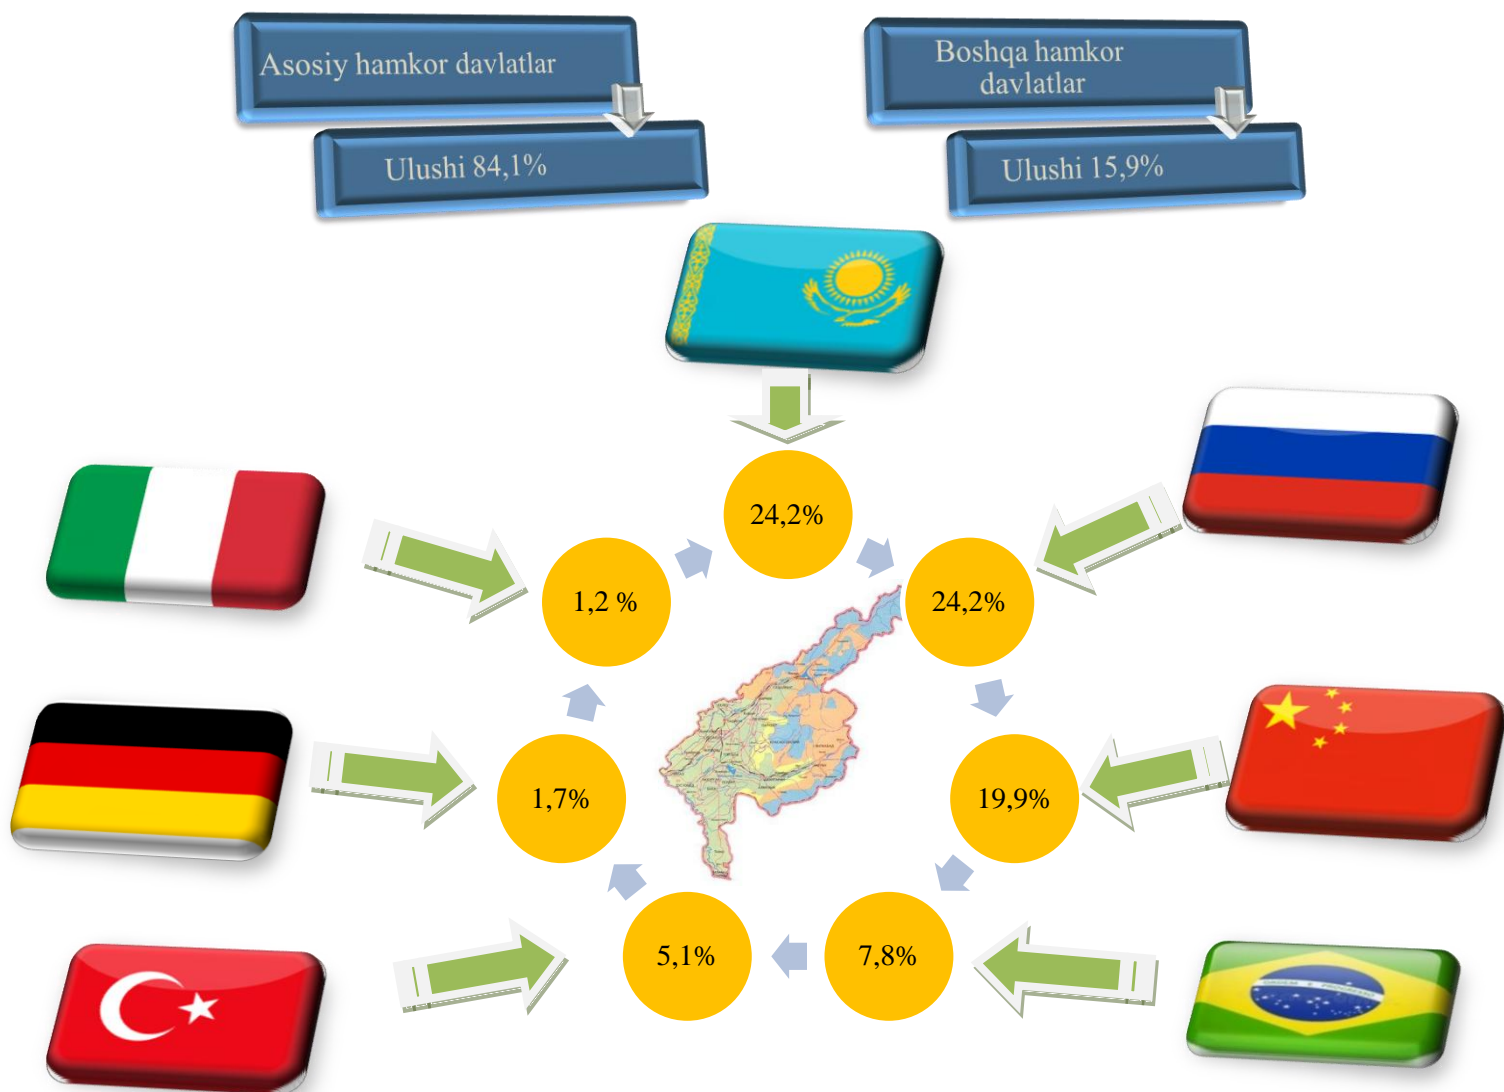 Asosiy hamkor davlatlar
Ulushi 84,1%
Boshqa hamkor
davlatlar
Ulushi 15,9%
24,2%
24,2%
19,9%
7,8%
5,1%
1,7%
1,2 %